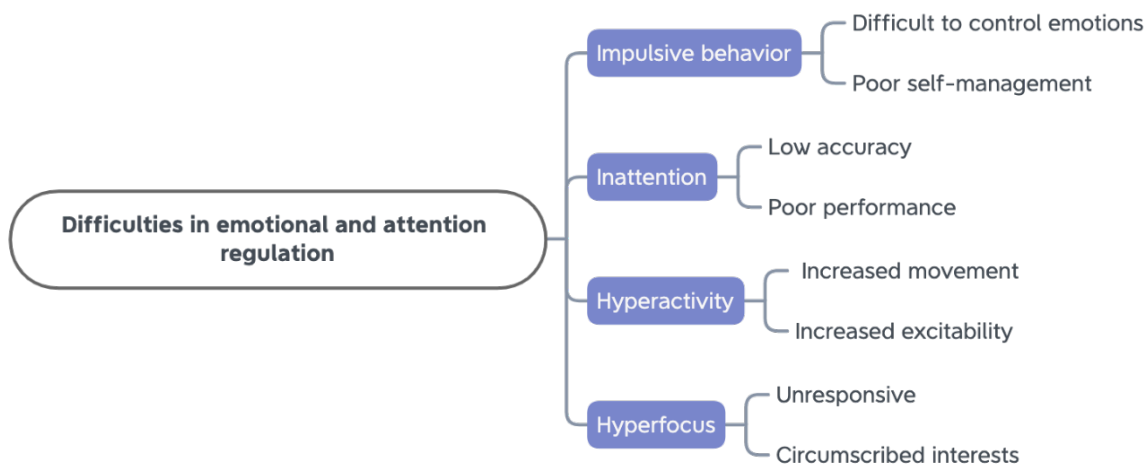 Difficulties in emotional and attention
regulation
Impulsive behavior
Difficult to control emotions
Poor self-management
Inattention
Low accuracy
Poor performance
Hyperactivity
Increased movement
Increased excitability
Hyperfocus
Unresponsive
Circumscribed interests